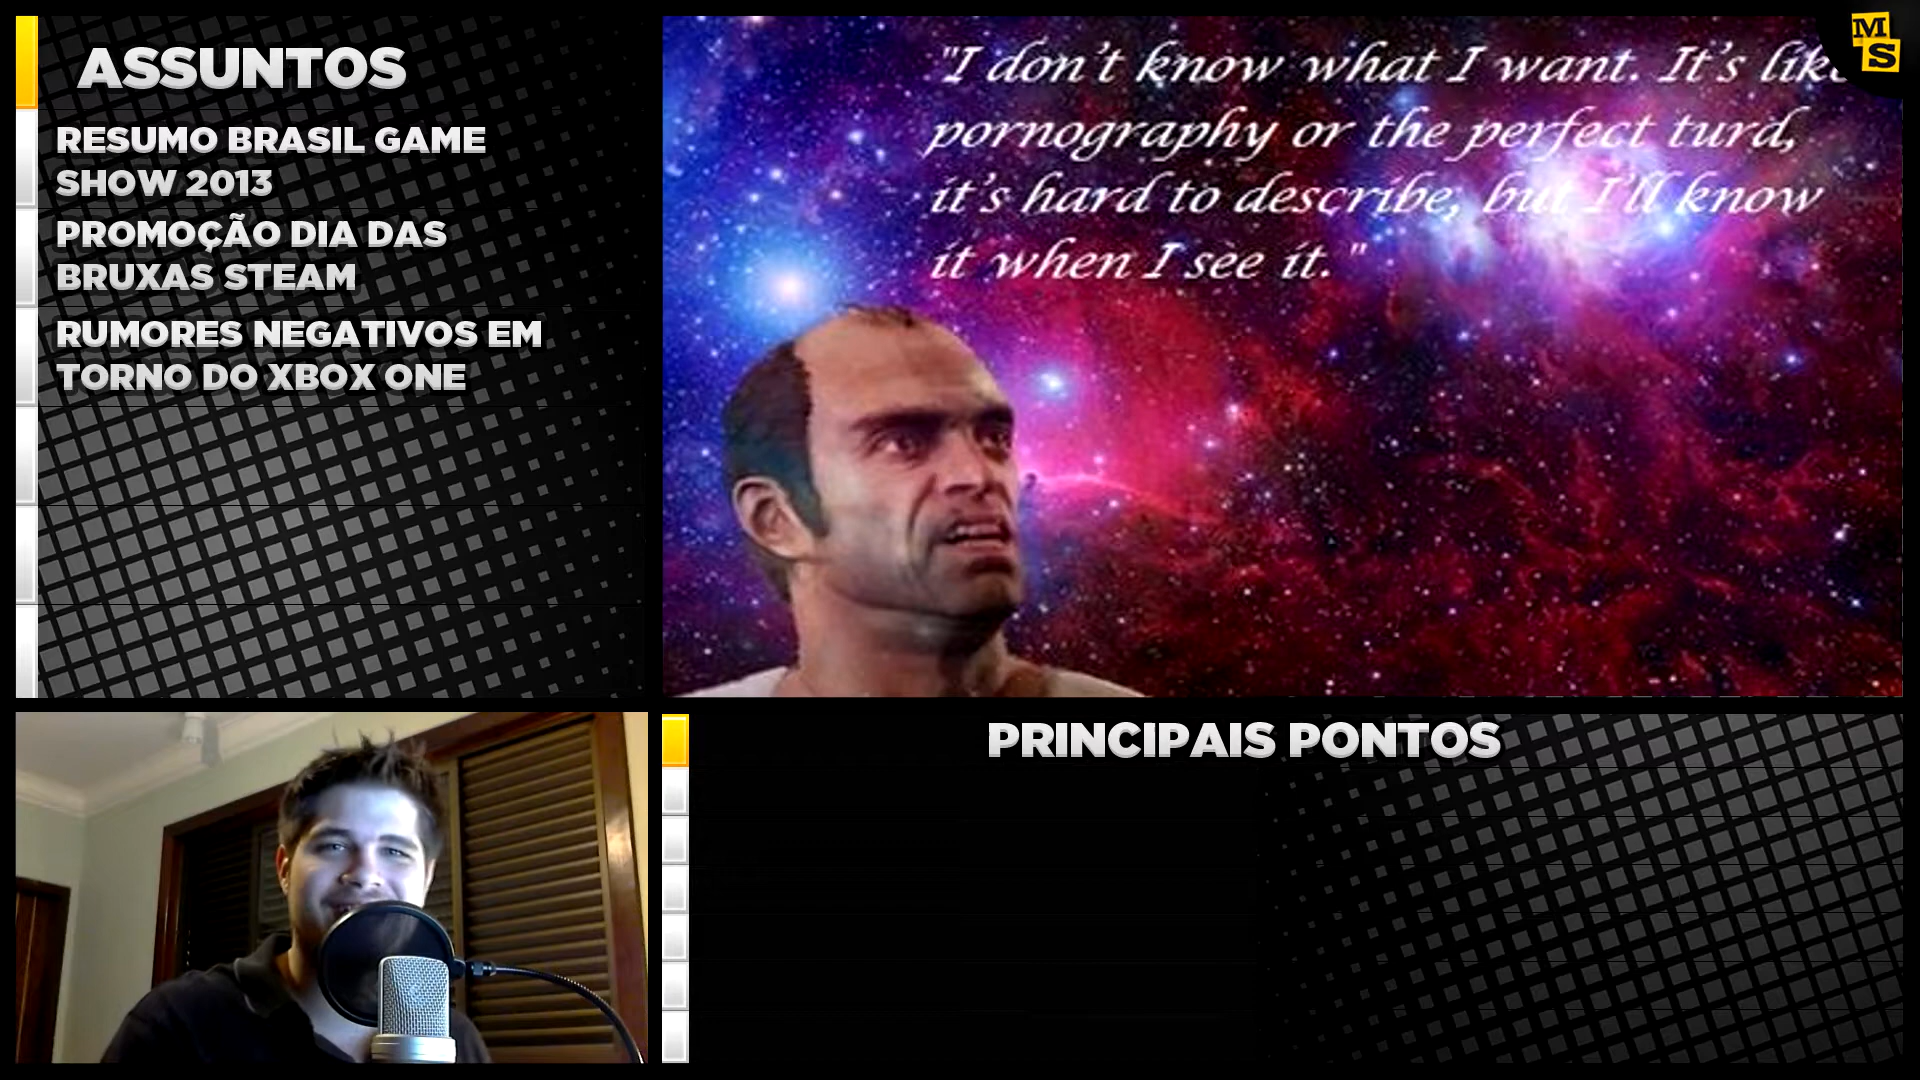 ASSUNTOS
RESUMO BRASIL GAME
SHOW 2013
PROMOÇÃO DIA DAS
BRUXAS STEAM
RUMORES NEGATIVOS EM
TORNO DO XBOX ONE
"I don't know what I want. It's like
pornography or the perfect turd,
it's hard to describe, but I'll know
it when I see it."
M
S
PRINCIPAIS PONTOS